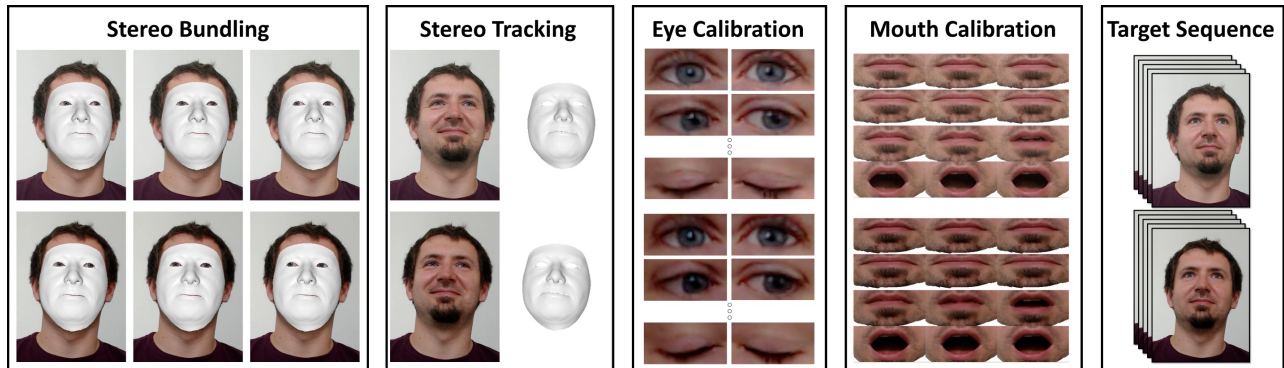 Stereo Bundling
Stereo Tracking
Eye Calibration
Mouth Calibration
Target Sequence